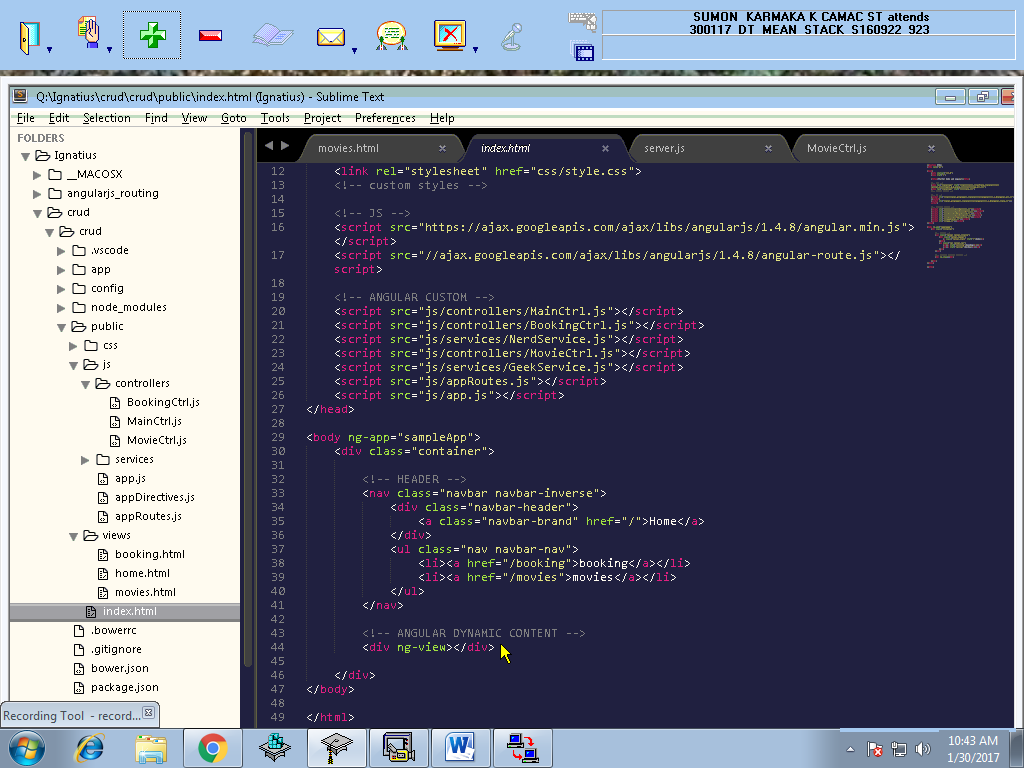 SUMON KARMAKA K CAMAC ST attends
300117_DT_MEAN_STACK_S160922_923
Q:\Ignatius\crud\crud\public\index.html (Ignatius) - Sublime Text
File Edit Selection Find View Goto Tools Project Preferences Help
FOLDERS
Ignatius
__MACOSX
angularjs_routing
crud
crud
.vscode
app
config
node_modules
public
css
js
controllers
BookingCtrl.js
MainCtrl.js
MovieCtrl.js
services
app.js
appDirectives.js
appRoutes.js
views
booking.html
home.html
movies.html
index.html
.bowerrc
.gitignore
bower.json
package.json
movies.html × index.html × server.js × MovieCtrl.js ×
12 <link rel="stylesheet" href="css/style.css">
13 <!-- custom styles -->
14
15 <!-- JS -->
16 <script src="https://ajax.googleapis.com/ajax/libs/angularjs/1.4.8/angular.min.js">
</script>
17 <script src="//ajax.googleapis.com/ajax/libs/angularjs/1.4.8/angular-route.js"></
script>
18
19 <!-- ANGULAR CUSTOM -->
20 <script src="js/controllers/MainCtrl.js"></script>
21 <script src="js/controllers/BookingCtrl.js"></script>
22 <script src="js/services/NerdService.js"></script>
23 <script src="js/controllers/MovieCtrl.js"></script>
24 <script src="js/services/GeekService.js"></script>
25 <script src="js/appRoutes.js"></script>
26 <script src="js/app.js"></script>
27 </head>
28
29 <body ng-app="sampleApp">
30 <div class="container">
31
32 <!-- HEADER -->
33 <nav class="navbar navbar-inverse">
34 <div class="navbar-header">
35 <a class="navbar-brand" href="/">Home</a>
36 </div>
37 <ul class="nav navbar-nav">
38 <li><a href="/booking">booking</a></li>
39 <li><a href="/movies">movies</a></li>
40 </ul>
41 </nav>
42
43 <!-- ANGULAR DYNAMIC CONTENT -->
44 <div ng-view></div>
45
46 </div>
47 </body>
48
49 </html>
Recording Tool - record...
10:43 AM
1/30/2017